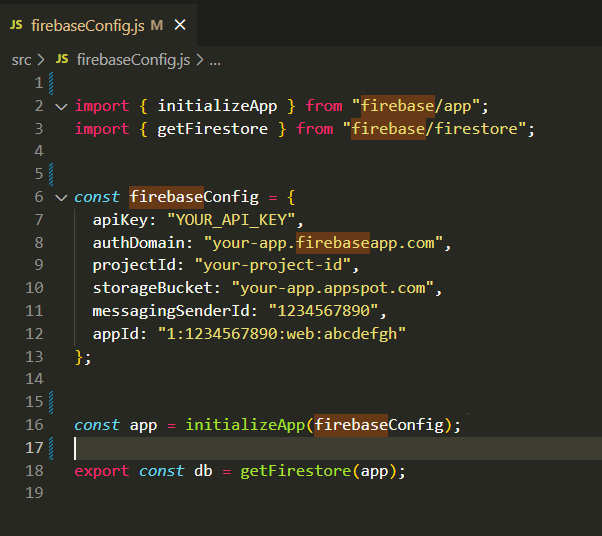 JS firebaseConfig.js M ×
src > JS firebaseConfig.js > ...
1
2 import { initializeApp } from "firebase/app";
3 import { getFirestore } from "firebase/firestore";
4
5
6 const firebaseConfig = {
7 apiKey: "YOUR_API_KEY",
8 authDomain: "your-app.firebaseapp.com",
9 projectId: "your-project-id",
10 storageBucket: "your-app.appspot.com",
11 messagingSenderId: "1234567890",
12 appId: "1:1234567890:web:abcdefgh"
13 };
14
15
16 const app = initializeApp(firebaseConfig);
17
18 export const db = getFirestore(app);
19